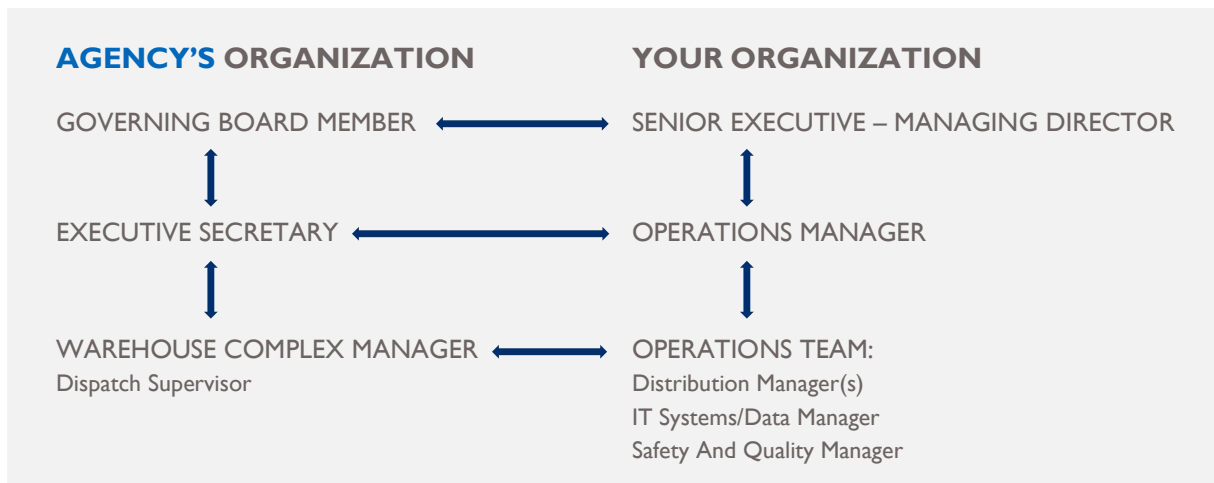 AGENCY'S ORGANIZATION
YOUR ORGANIZATION
GOVERNING BOARD MEMBER
SENIOR EXECUTIVE – MANAGING DIRECTOR
EXECUTIVE SECRETARY
OPERATIONS MANAGER
WAREHOUSE COMPLEX MANAGER
Dispatch Supervisor
OPERATIONS TEAM:
Distribution Manager(s)
IT Systems/Data Manager
Safety And Quality Manager